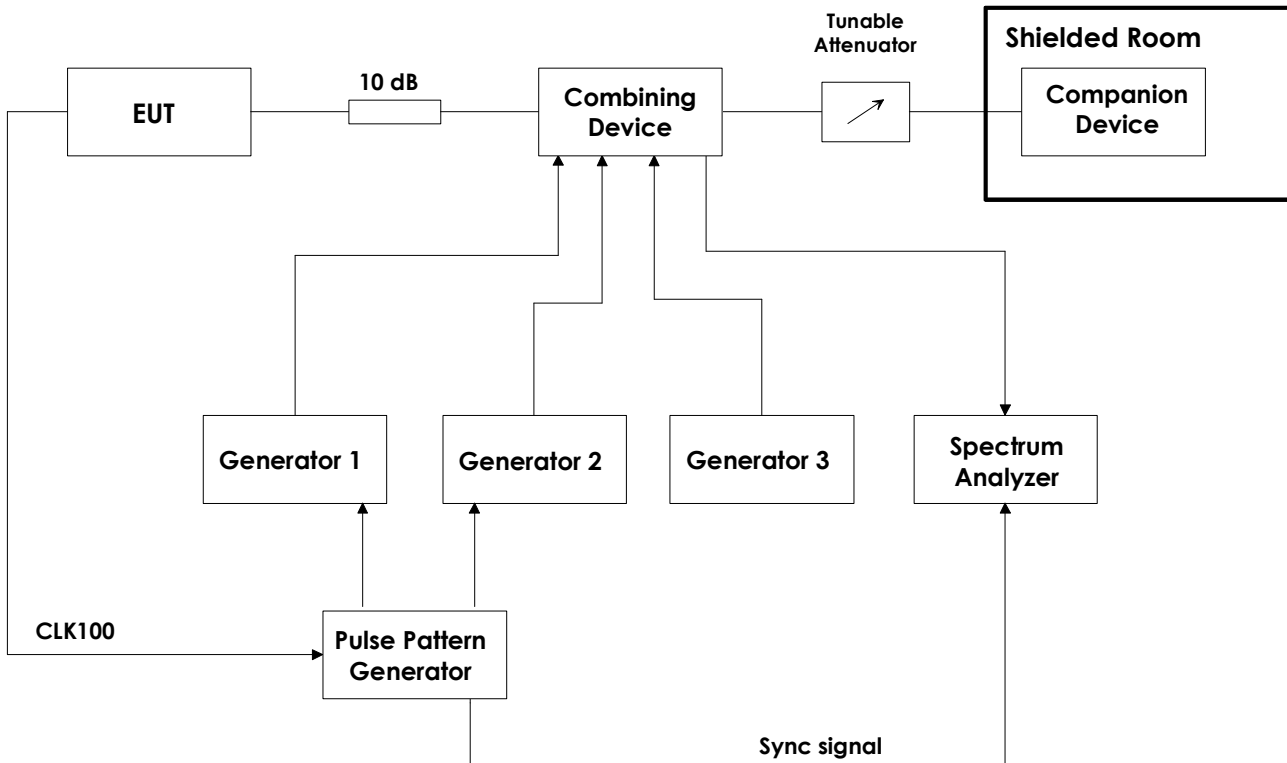 Tunable
Attenuator
Shielded Room
10 dB
EUT
Combining
Device
Companion
Device
Generator 1
Generator 2
Generator 3
Spectrum
Analyzer
CLK100
Pulse Pattern
Generator
Sync signal